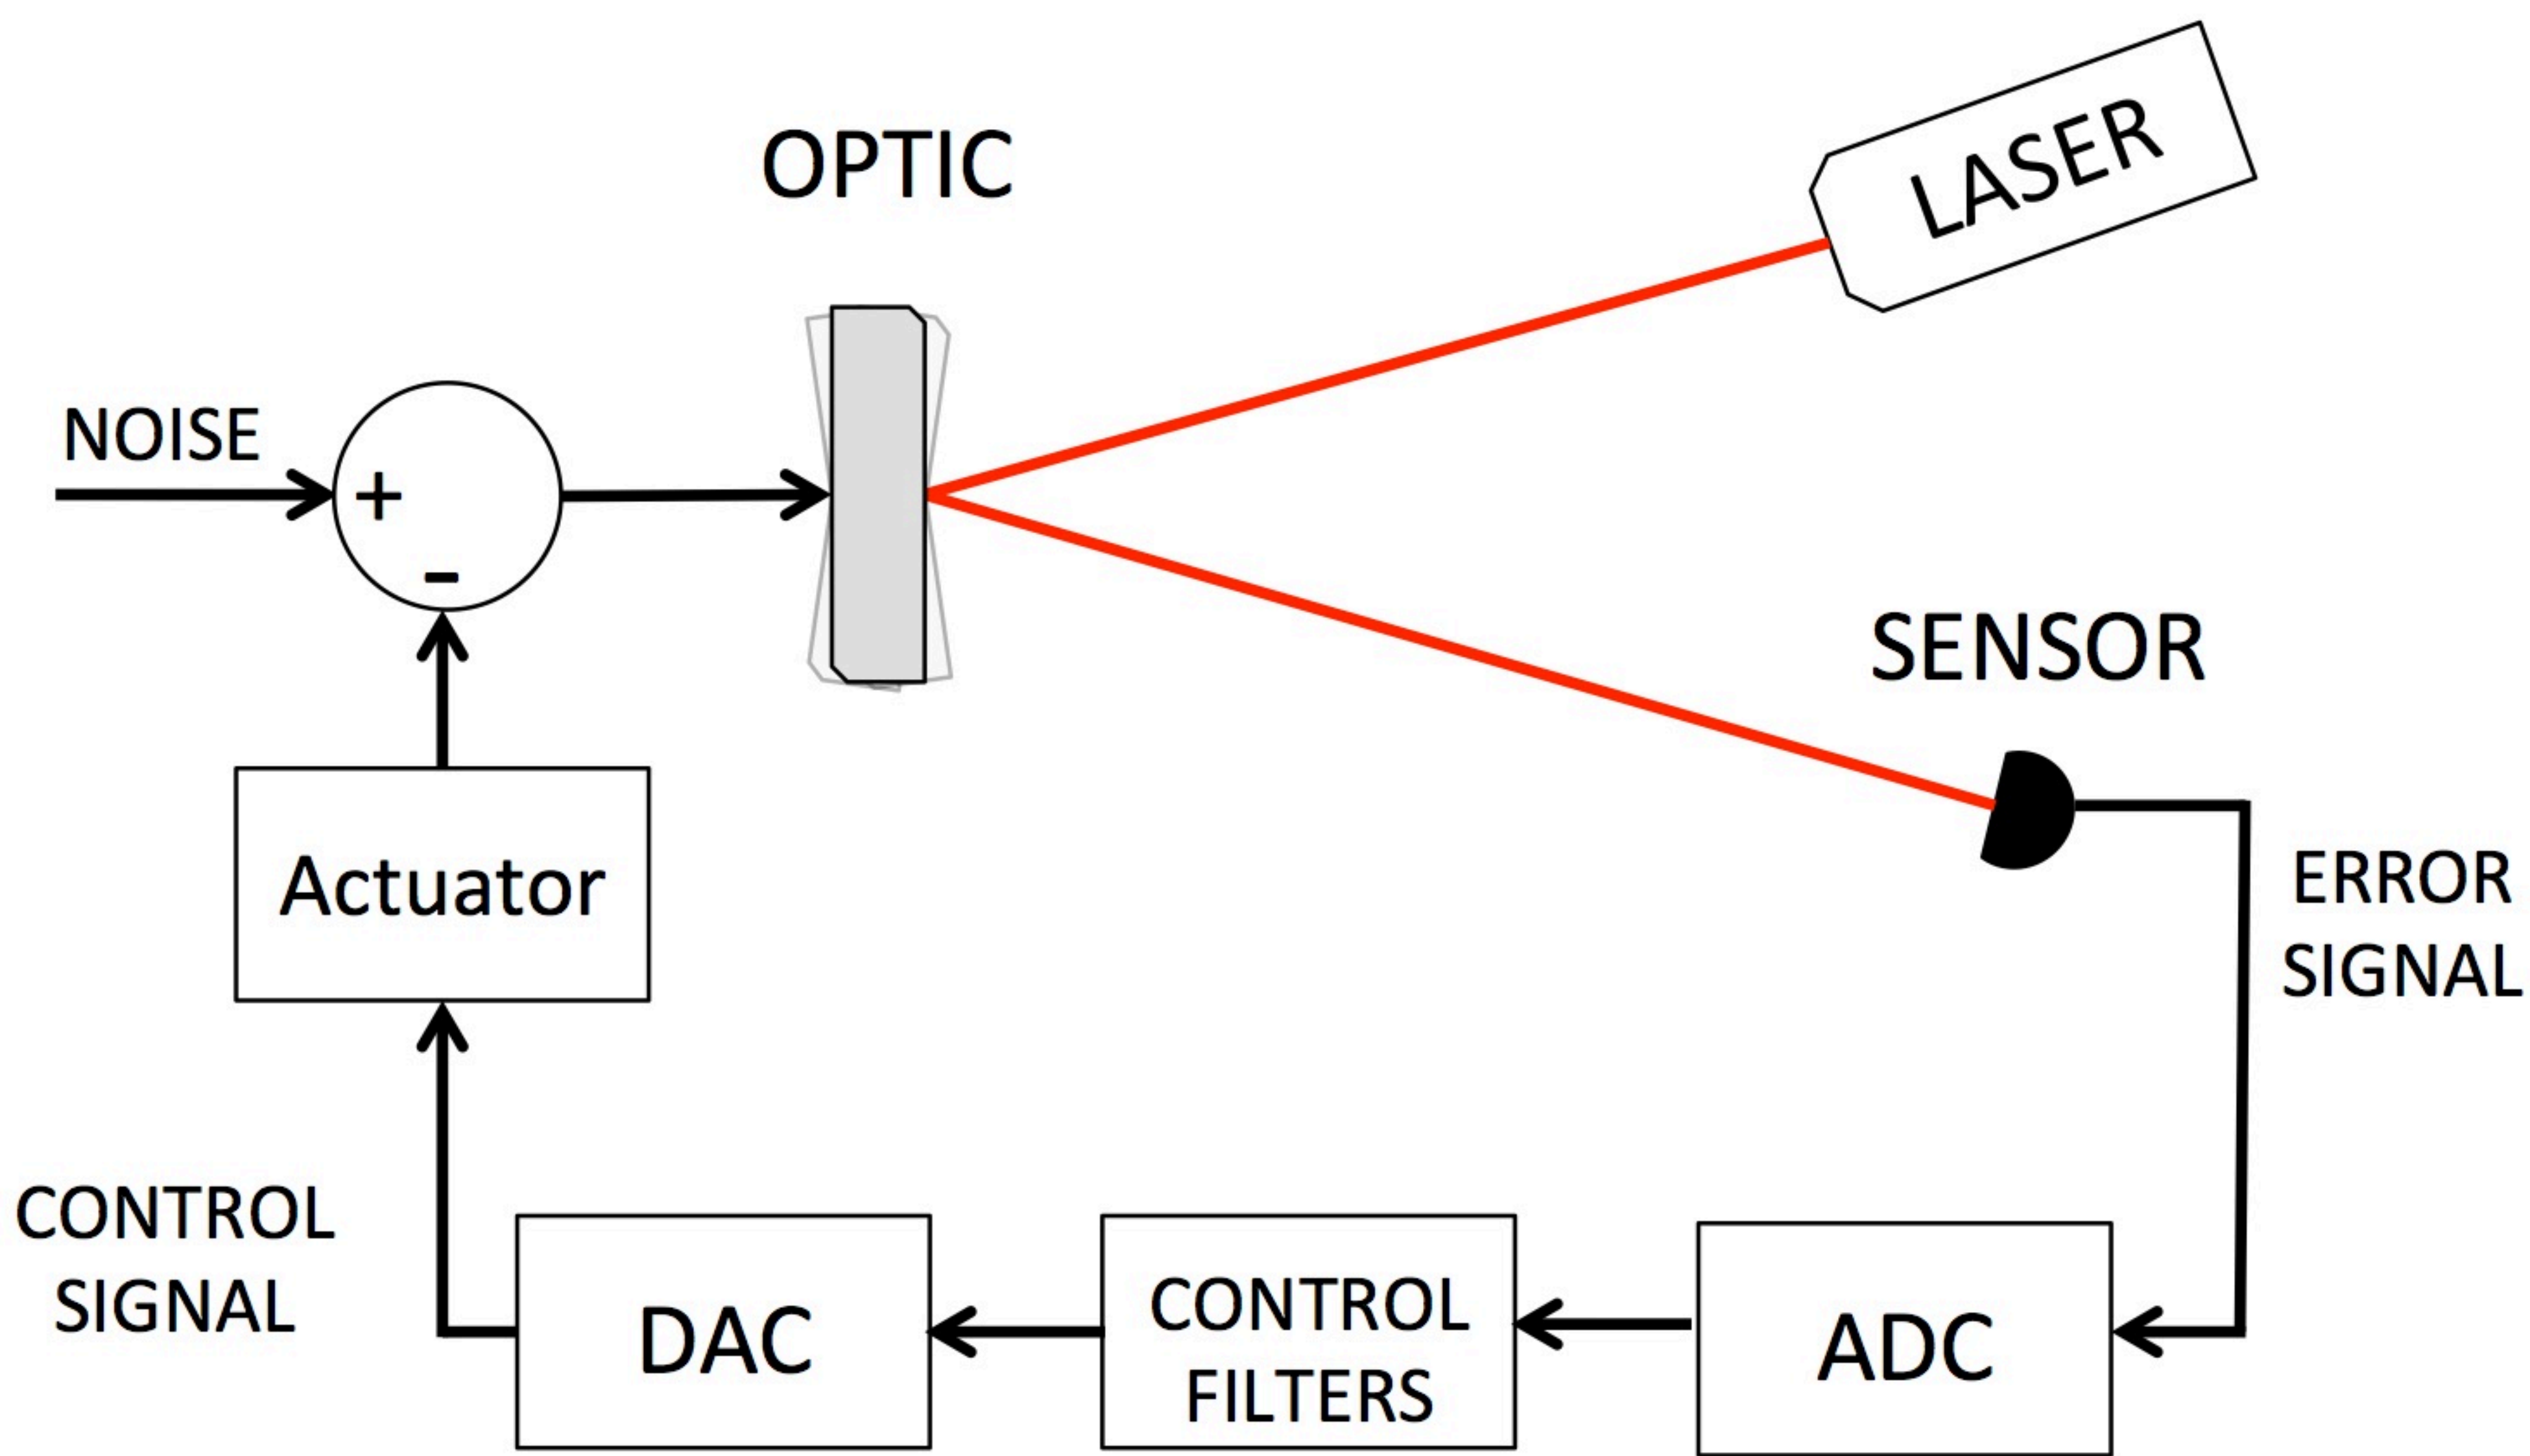 LASER
OPTIC
NOISE
+
-
SENSOR
Actuator
ERROR
SIGNAL
CONTROL
SIGNAL
DAC
CONTROL
FILTERS
ADC